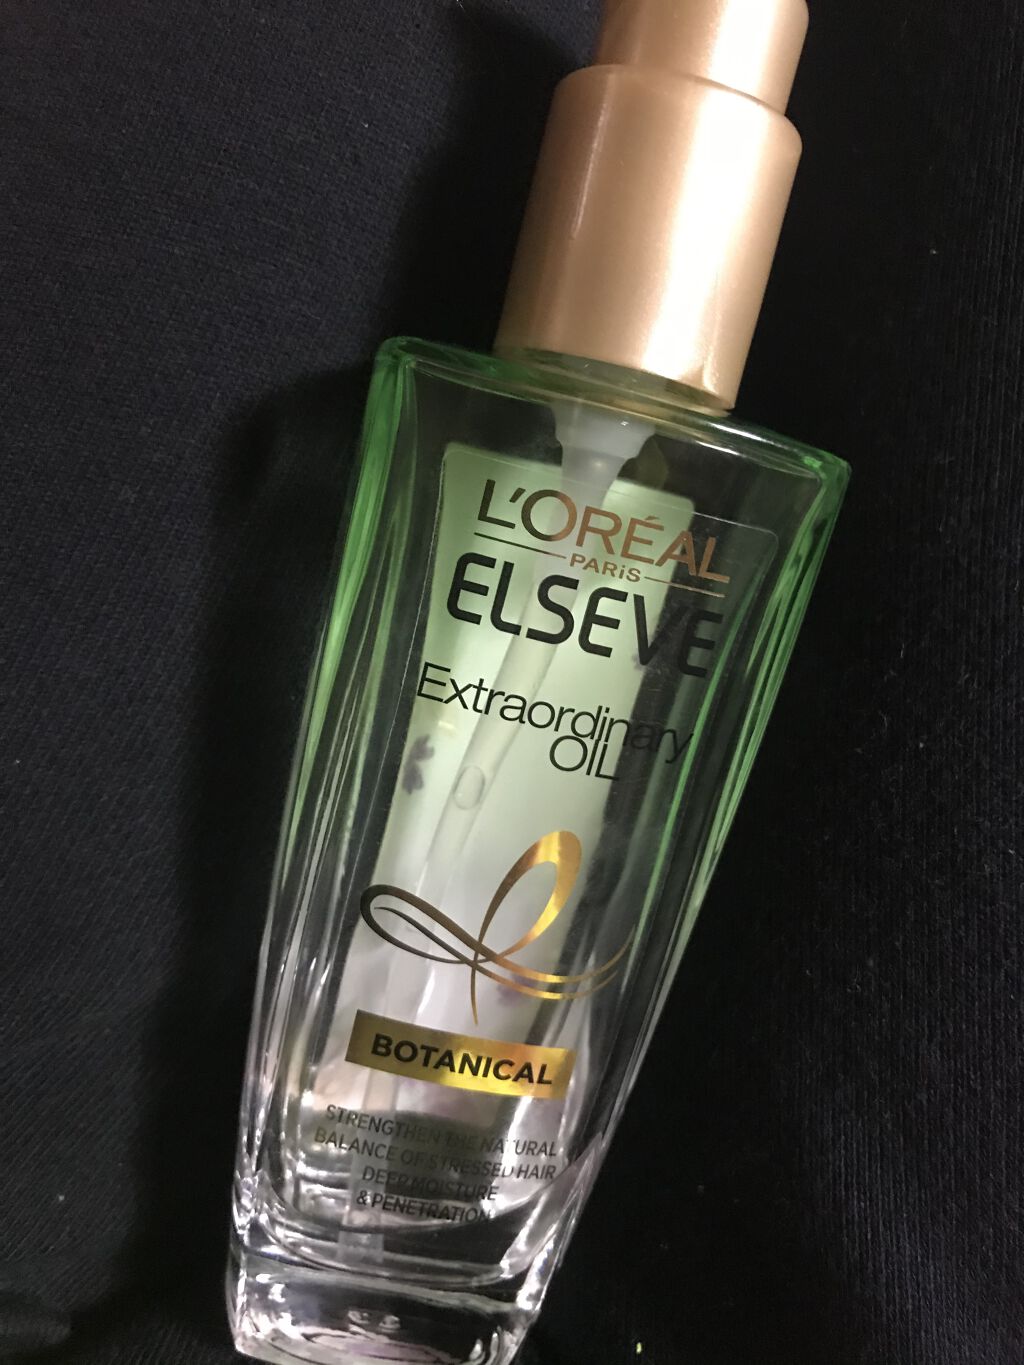 L'ORÉAL
PARiS
ELSEVE
Extraordinary
OIL
BOTANICAL
STRENGTHEN THE NATURAL
BALANCE OF STRESSED HAIR
DEEP MOISTURE
& PENETRATION